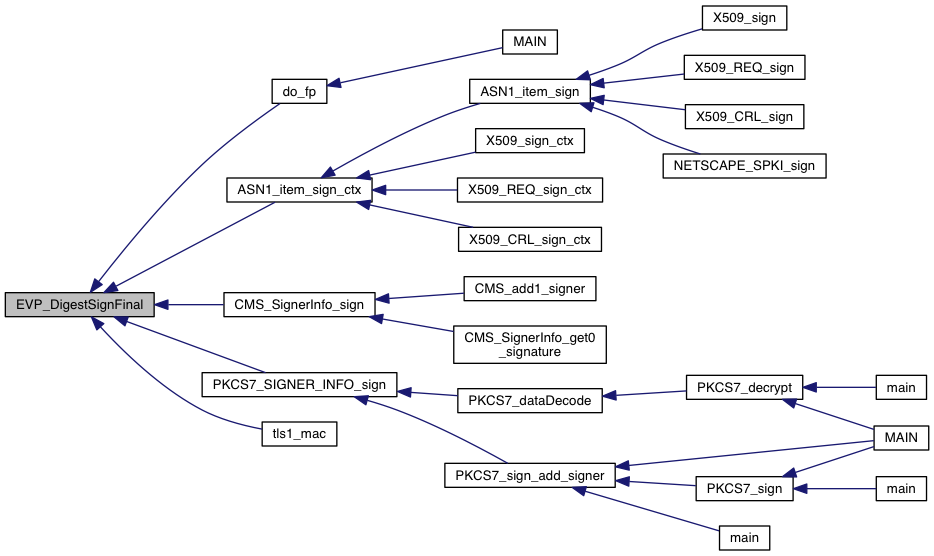 X509_sign
MAIN
X509_REQ_sign
do_fp
ASN1_item_sign
X509_CRL_sign
X509_sign_ctx
NETSCAPE_SPKI_sign
ASN1_item_sign_ctx
X509_REQ_sign_ctx
X509_CRL_sign_ctx
CMS_add1_signer
EVP_DigestSignFinal
CMS_SignerInfo_sign
CMS_SignerInfo_get0
_signature
PKCS7_SIGNER_INFO_sign
PKCS7_decrypt
main
PKCS7_dataDecode
tls1_mac
MAIN
PKCS7_sign_add_signer
PKCS7_sign
main
main